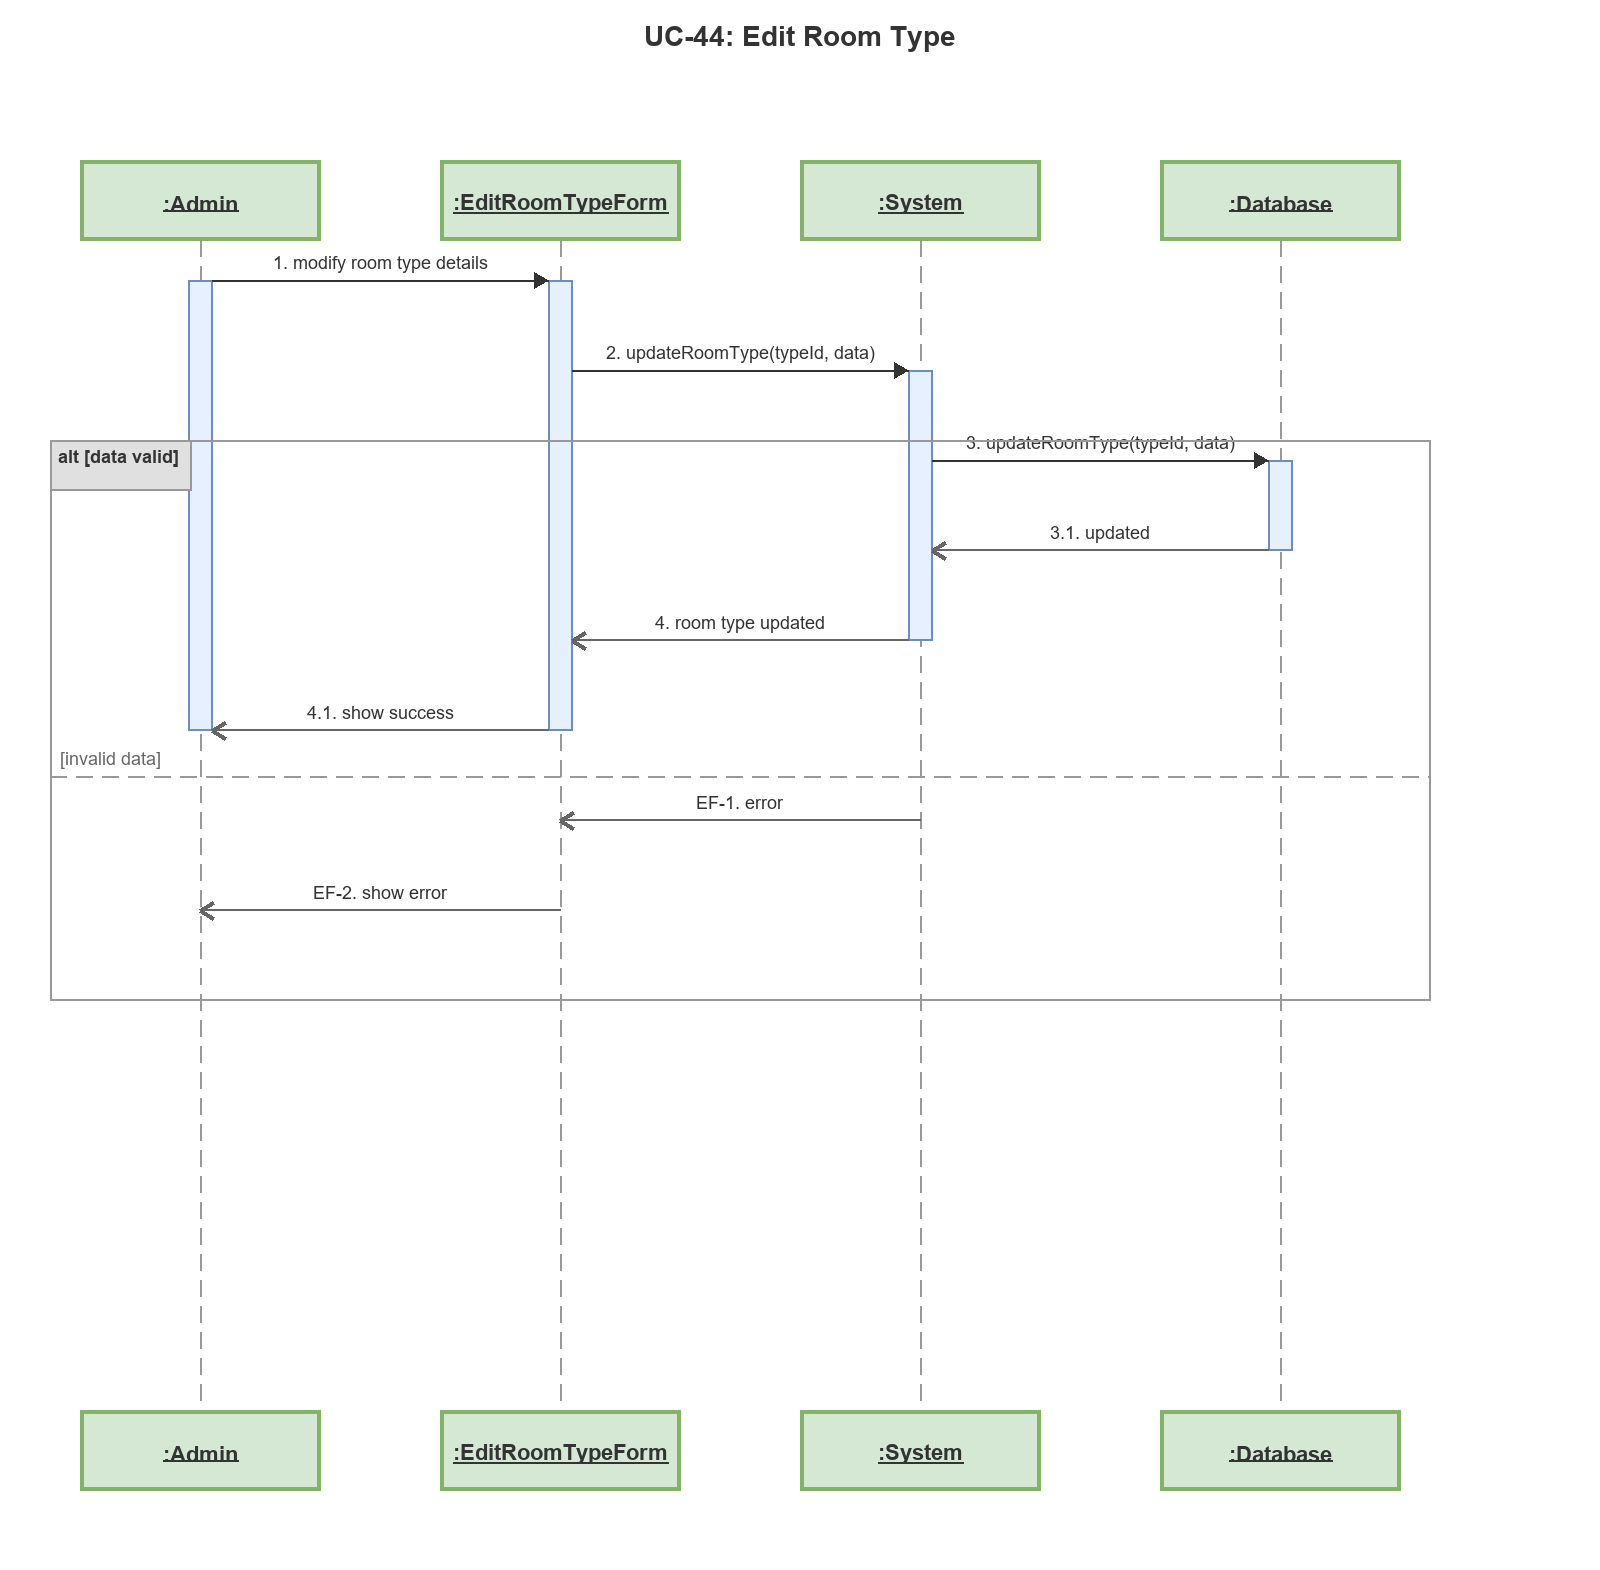 UC-44: Edit Room Type
:Admin
:EditRoomTypeForm
:System
:Database
1. modify room type details
2. updateRoomType(typeId, data)
3. updateRoomType(typeId, data)
alt [data valid]
3.1. updated
4. room type updated
4.1. show success
[invalid data]
EF-1. error
EF-2. show error
:Admin
:EditRoomTypeForm
:System
:Database